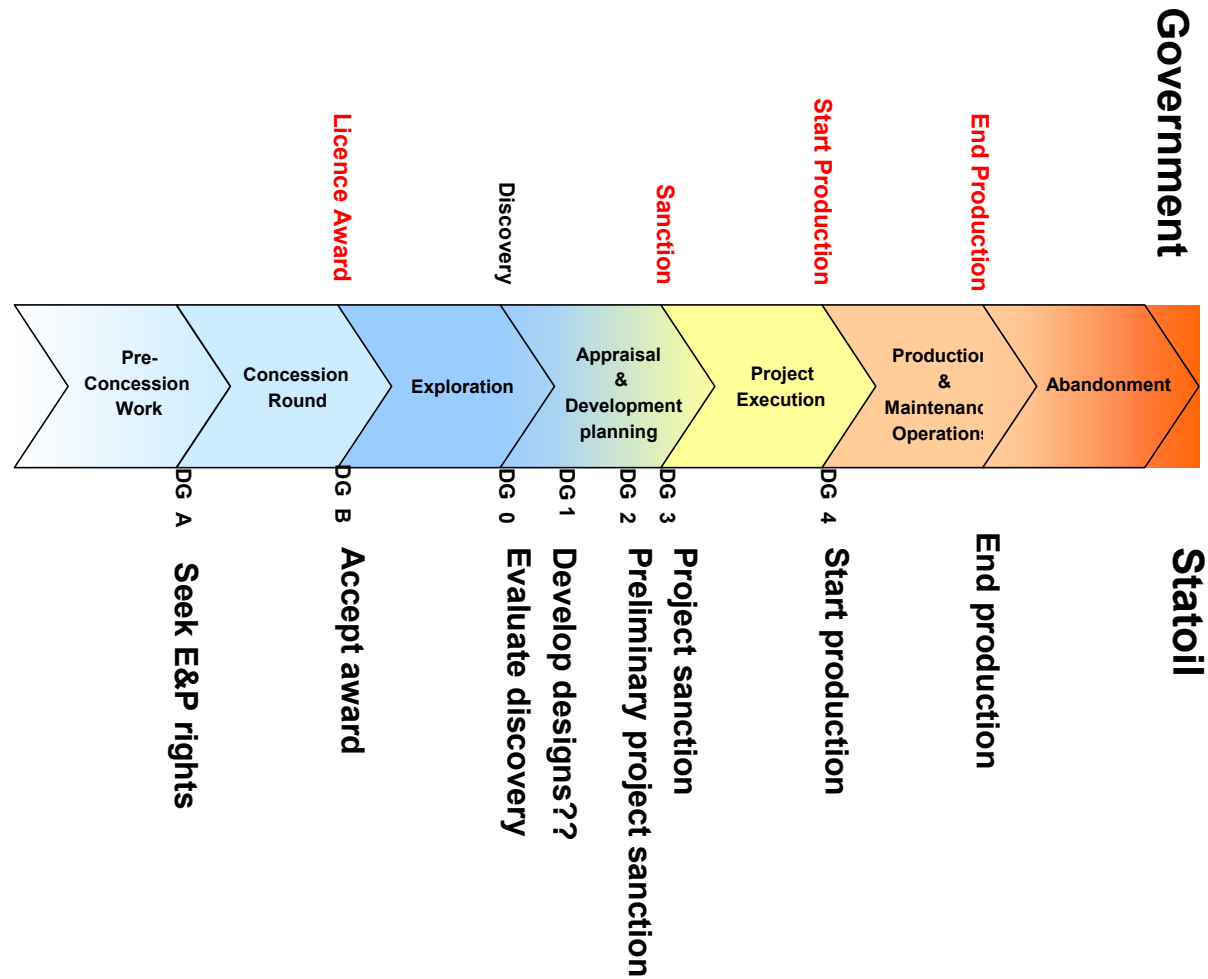 Government
Licence Award
Discovery
Sanction
Start Production
End Production
Pre-
Concession
Work
Concession
Round
Exploration
Appraisal
&
Development
planning
Project
Execution
Production
&
Maintenanc
Operations
Abandonment
DG A
DG B
DG 0
DG 1
DG 2
DG 3
DG 4
Seek E&P rights
Accept award
Evaluate discovery
Develop designs??
Preliminary project sanction
Project sanction
Start production
End production
Statoil